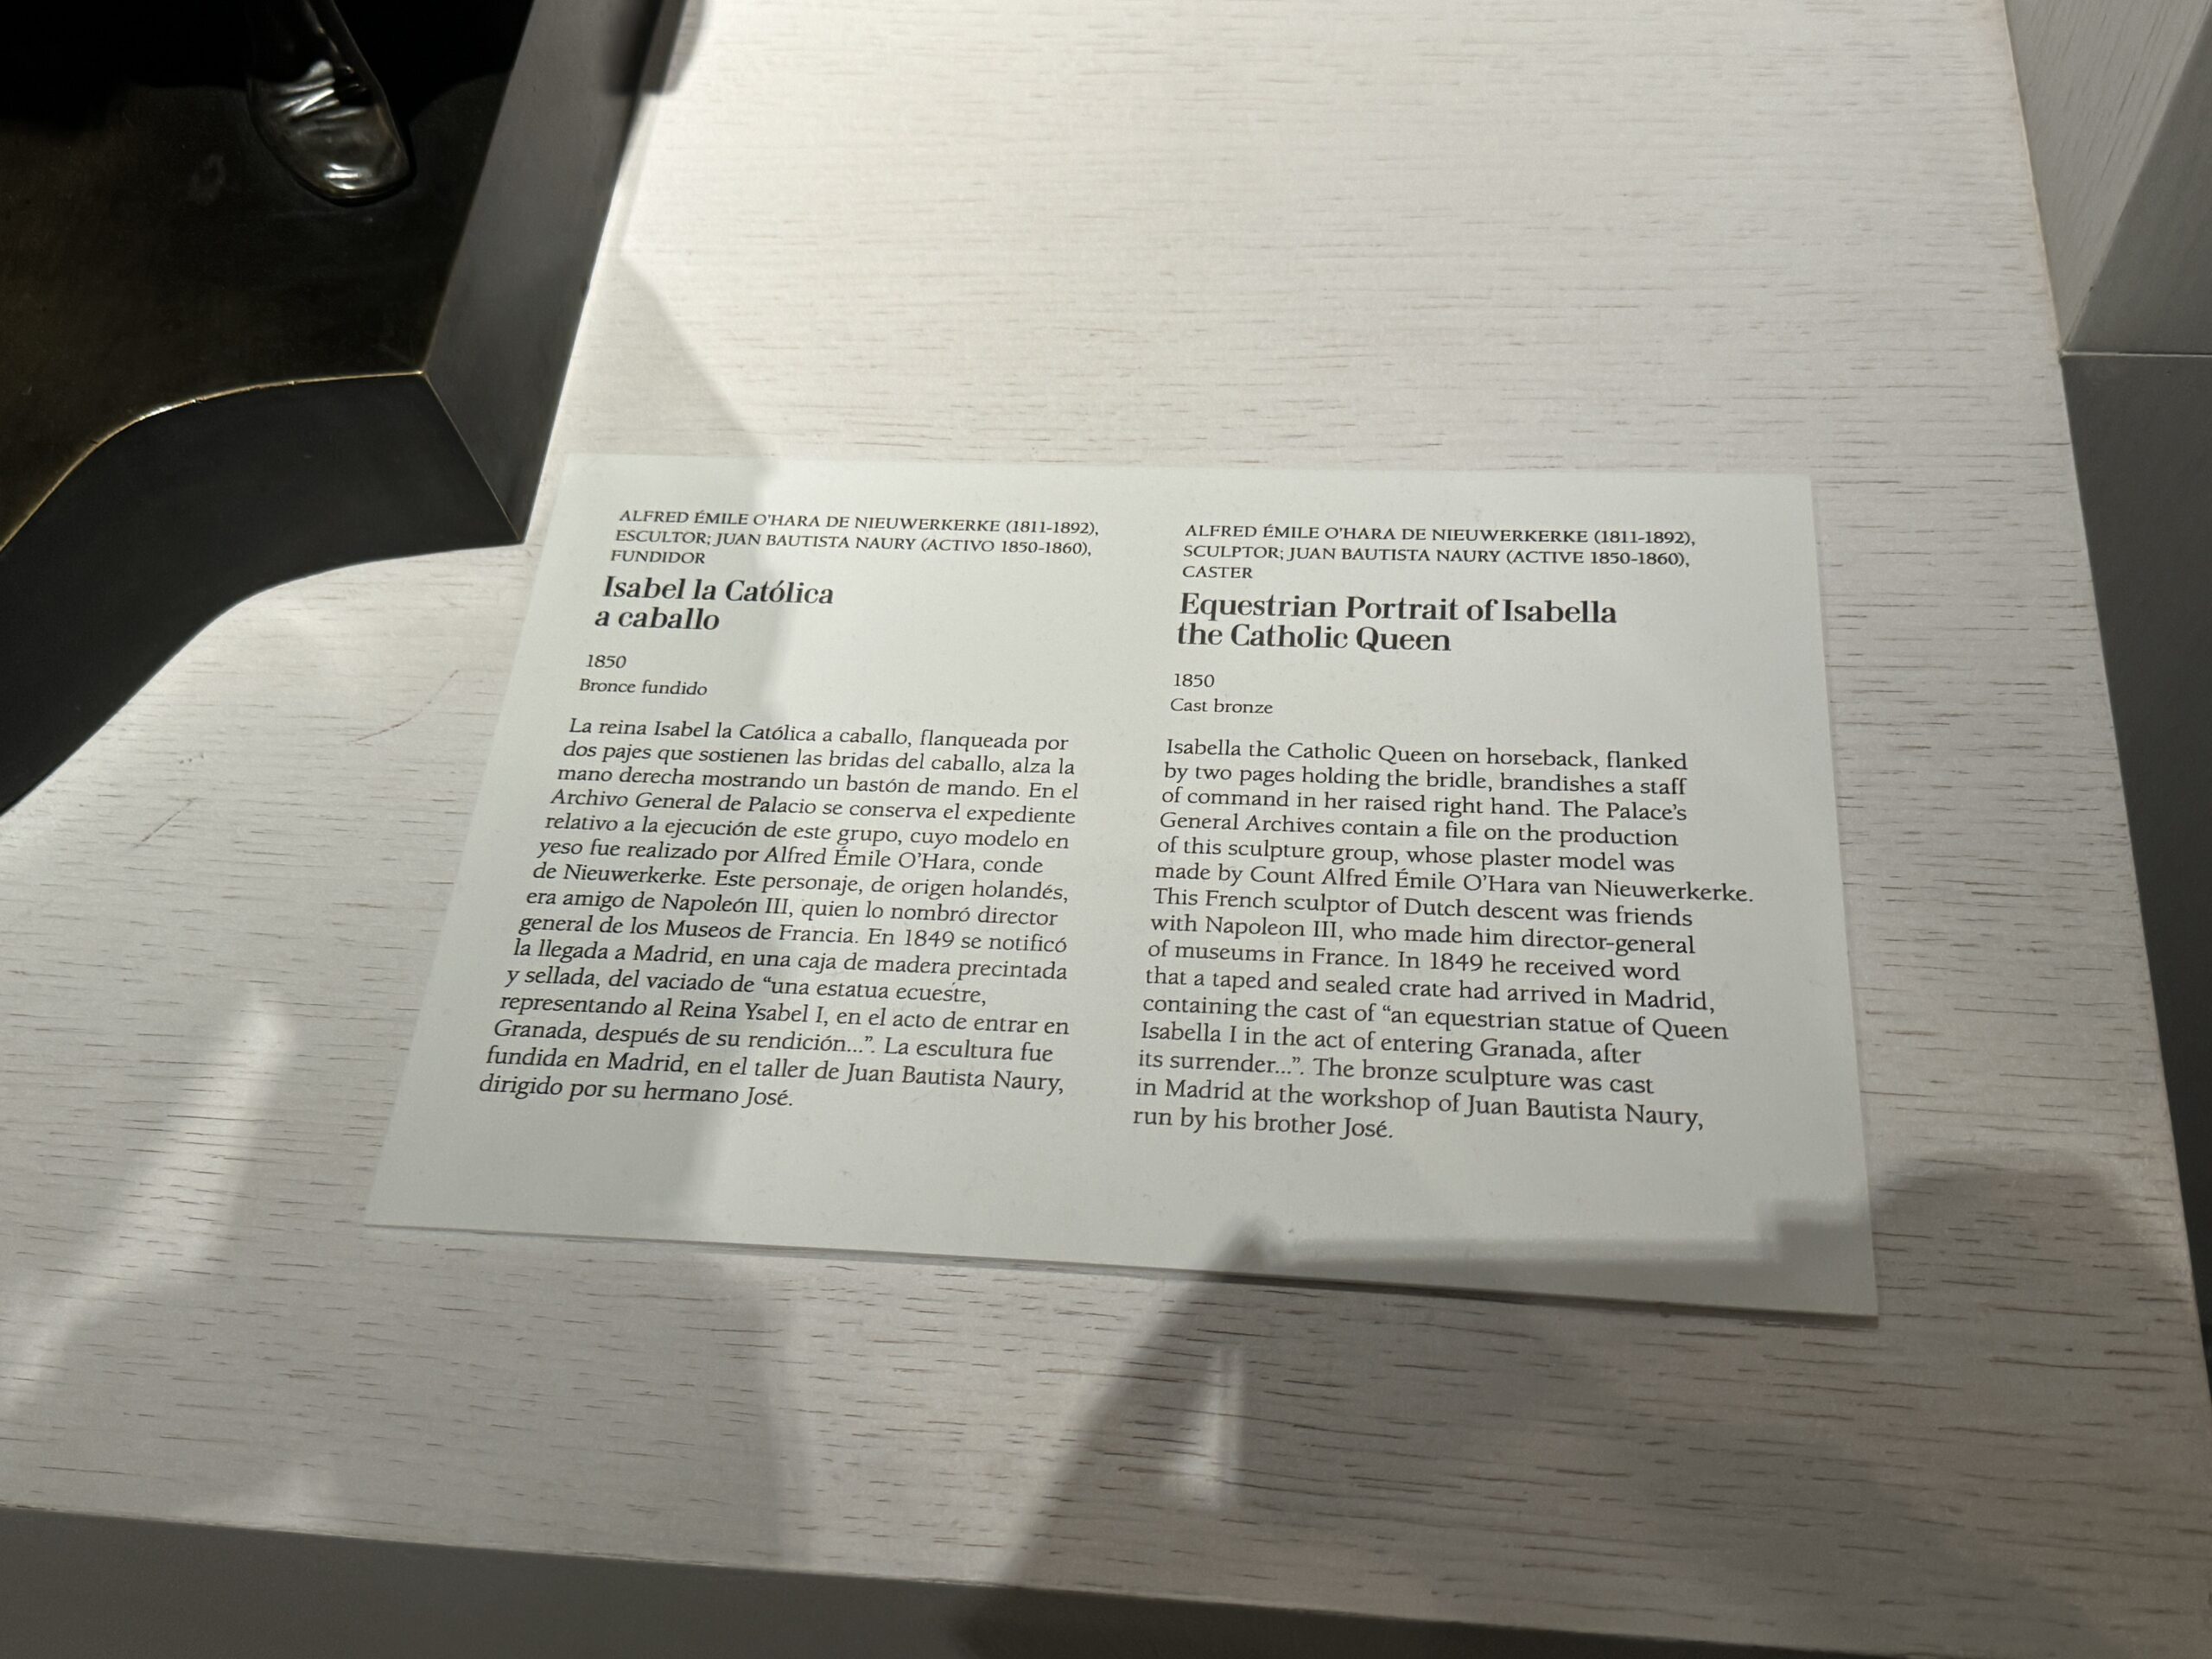 ALFRED ÉMILE O'HARA DE NIEUWERKERKE (1811-1892),
ESCULTOR; JUAN BAUTISTA NAURY (ACTIVO 1850-1860),
FUNDIDOR
Isabel la Católica
a caballo
1850
Bronce fundido
La reina Isabel la Católica a caballo, flanqueada por
dos pajes que sostienen las bridas del caballo, alza la
mano derecha mostrando un bastón de mando. En el
Archivo General de Palacio se conserva el expediente
relativo a la ejecución de este grupo, cuyo modelo en
yeso fue realizado por Alfred Émile O'Hara, conde
de Nieuwerkerke. Este personaje, de origen holandés,
era amigo de Napoleón III, quien lo nombró director
general de los Museos de Francia. En 1849 se notificó
la llegada a Madrid, en una caja de madera precintada
y sellada, del vaciado de “una estatua ecuestre,
representando al Reina Ysabel I, en el acto de entrar en
Granada, después de su rendición...”. La escultura fue
fundida en Madrid, en el taller de Juan Bautista Naury,
dirigido por su hermano José.
ALFRED ÉMILE O'HARA DE NIEUWERKERKE (1811-1892),
SCULPTOR; JUAN BAUTISTA NAURY (ACTIVE 1850-1860),
CASTER
Equestrian Portrait of Isabella
the Catholic Queen
1850
Cast bronze
Isabella the Catholic Queen on horseback, flanked
by two pages holding the bridle, brandishes a staff
of command in her raised right hand. The Palace's
General Archives contain a file on the production
of this sculpture group, whose plaster model was
made by Count Alfred Émile O'Hara van Nieuwerkerke.
This French sculptor of Dutch descent was friends
with Napoleon III, who made him director-general
of museums in France. In 1849 he received word
that a taped and sealed crate had arrived in Madrid,
containing the cast of “an equestrian statue of Queen
Isabella I in the act of entering Granada, after
its surrender...”. The bronze sculpture was cast
in Madrid at the workshop of Juan Bautista Naury,
run by his brother José.